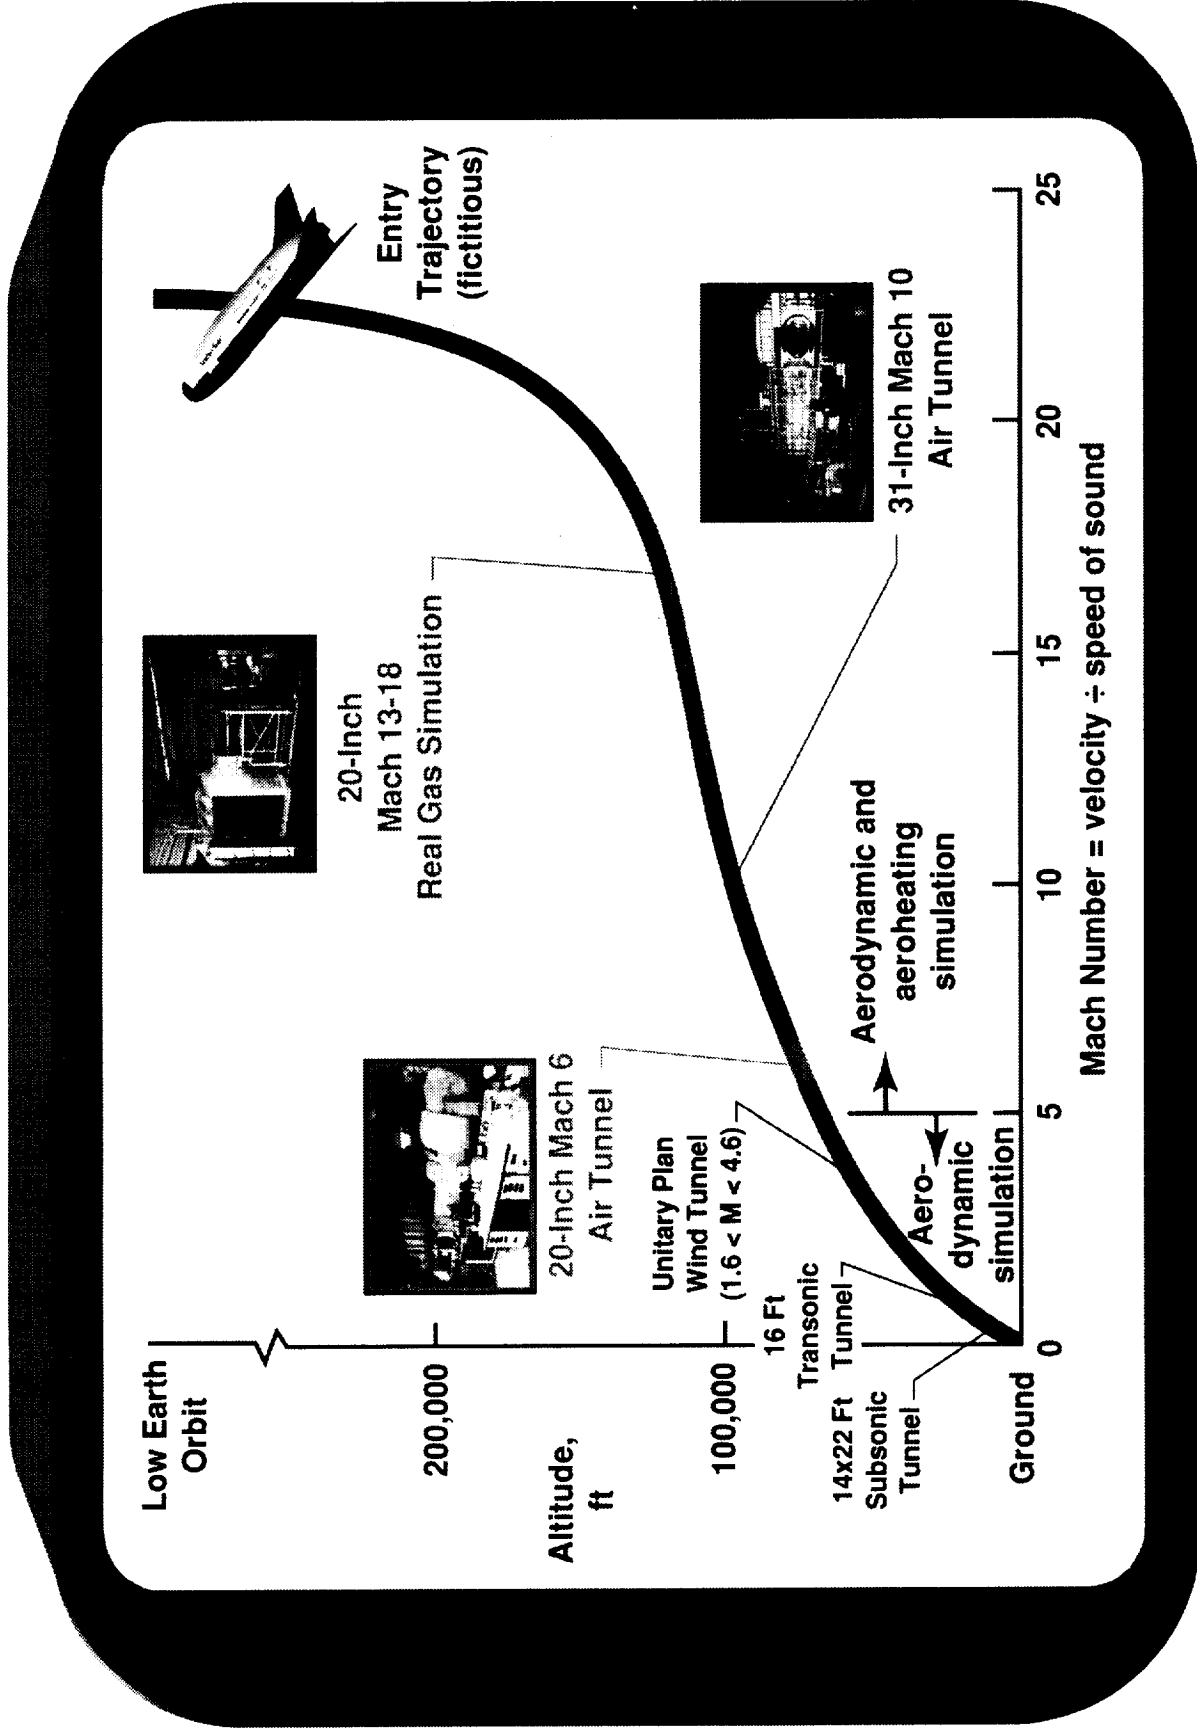 Low Earth
Orbit
200,000
Altitude,
ft
100,000
Ground
20-Inch
Mach 13-18
Real Gas Simulation
Entry
Trajectory
(fictitious)
20-Inch Mach 6
Air Tunnel
Unitary Plan
Wind Tunnel
(1.6 < M < 4.6)
16 Ft
Transonic
Tunnel
14x22 Ft
Subsonic
Tunnel
31-Inch Mach 10
Air Tunnel
Aerodynamic and
aeroheating
simulation
Aero-
dynamic
simulation
0
5
10
15
20
25
Mach Number = velocity ÷ speed of sound